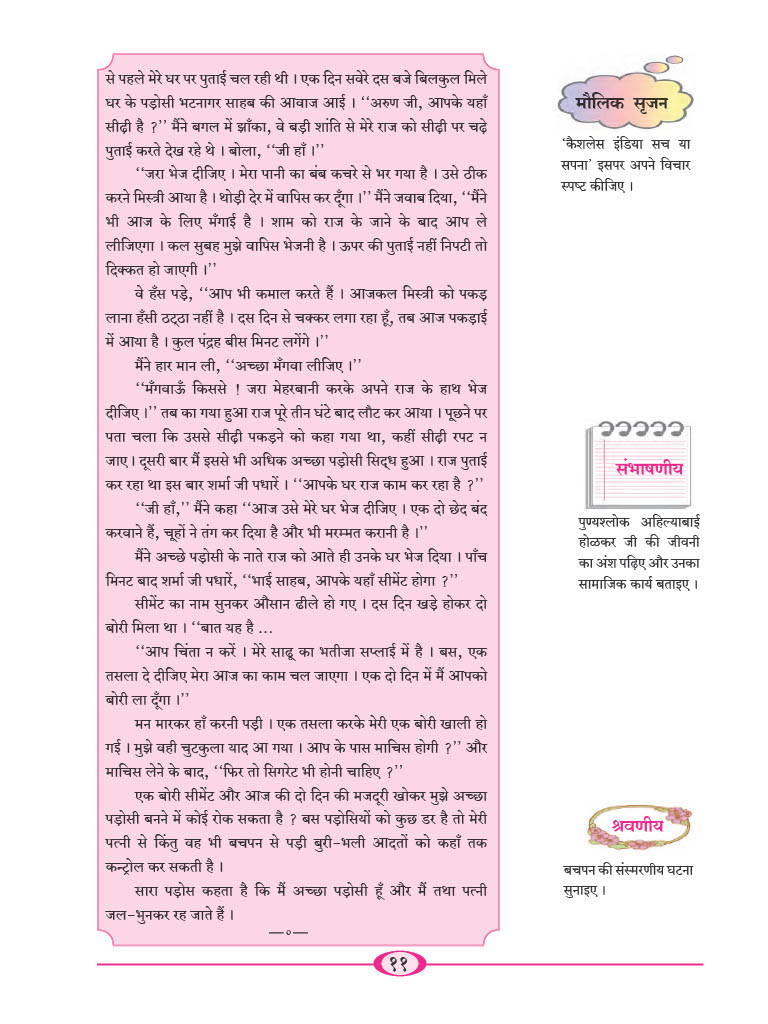 से पहले मेरे घर पर पुताई चल रही थी । एक दिन सवेरे दस बजे बिलकुल मिले
घर के पड़ोसी भटनागर साहब की आवाज आई । ‘‘अरुण जी, आपके यहाँ
सीढ़ी है ?’’ मैंने बगल में झाँका, वे बड़ी शांति से मेरे राज को सीढ़ी पर चढ़े
पुताई करते देख रहे थे । बोला, ‘‘जी हाँ ।’’
‘‘जरा भेज दीजिए । मेरा पानी का बंब कचरे से भर गया है । उसे ठीक
करने मिस्त्री आया है । थोड़ी देर में वापिस कर दूँगा ।’’ मैंने जवाब दिया, ‘‘मैंने
भी आज के लिए मँगाई है । शाम को राज के जाने के बाद आप ले
लीजिएगा । कल सुबह मुझे वापिस भेजनी है । ऊपर की पुताई नहीं निपटी तो
दिक्कत हो जाएगी ।’’
वे हँस पड़े, ‘‘आप भी कमाल करते हैं । आजकल मिस्त्री को पकड़
लाना हँसी ठट्ठा नहीं है । दस दिन से चक्कर लगा रहा हूँ, तब आज पकड़ाई
में आया है । कुल पंद्रह बीस मिनट लगेंगे ।’’
मैंने हार मान ली, ‘‘अच्छा मँगवा लीजिए ।’’
‘‘मँगवाऊँ किससे ! जरा मेहरबानी करके अपने राज के हाथ भेज
दीजिए ।’’ तब का गया हुआ राज पूरे तीन घंटे बाद लौट कर आया । पूछने पर
पता चला कि उससे सीढ़ी पकड़ने को कहा गया था, कहीं सीढ़ी रपट न
जाए । दूसरी बार मैं इससे भी अधिक अच्छा पड़ोसी सिद्ध हुआ । राज पुताई
कर रहा था इस बार शर्मा जी पधारें । ‘‘आपके घर राज काम कर रहा है ?’’
‘‘जी हाँ,’’ मैंने कहा ‘‘आज उसे मेरे घर भेज दीजिए । एक दो छेद बंद
करवाने हैं, चूहों ने तंग कर दिया है और भी मरम्मत करानी है ।’’
मैंने अच्छे पड़ोसी के नाते राज को आते ही उनके घर भेज दिया । पाँच
मिनट बाद शर्मा जी पधारें, ‘‘भाई साहब, आपके यहाँ सीमेंट होगा ?’’
सीमेंट का नाम सुनकर औसान ढीले हो गए । दस दिन खड़े होकर दो
बोरी मिला था । ‘‘बात यह है ...
‘‘आप चिंता न करें । मेरे साढू का भतीजा सप्लाई में है । बस, एक
तसला दे दीजिए मेरा आज का काम चल जाएगा । एक दो दिन में मैं आपको
बोरी ला दूँगा ।’’
मन मारकर हाँ करनी पड़ी । एक तसला करके मेरी एक बोरी खाली हो
गई । मुझे वही चुटकुला याद आ गया । आप के पास माचिस होगी ?’’ और
माचिस लेने के बाद, ‘‘फिर तो सिगरेट भी होनी चाहिए ?’’
एक बोरी सीमेंट और आज की दो दिन की मजदूरी खोकर मुझे अच्छा
पड़ोसी बनने में कोई रोक सकता है ? बस पड़ोसियों को कुछ डर है तो मेरी
पत्नी से किंतु वह भी बचपन से पड़ी बुरी-भली आदतों को कहाँ तक
कन्ट्रोल कर सकती है ।
सारा पड़ोस कहता है कि मैं अच्छा पड़ोसी हूँ और मैं तथा पत्नी
जल-भुनकर रह जाते हैं ।
—०—
मौलिक सृजन
‘कैशलेस इंडिया सच या
सपना’ इसपर अपने विचार
स्पष्ट कीजिए ।
संभाषणीय
पुण्यश्लोक अहिल्याबाई
होळकर जी की जीवनी
का अंश पढ़िए और उनका
सामाजिक कार्य बताइए ।
श्रवणीय
बचपन की संस्मरणीय घटना
सुनाइए ।
११